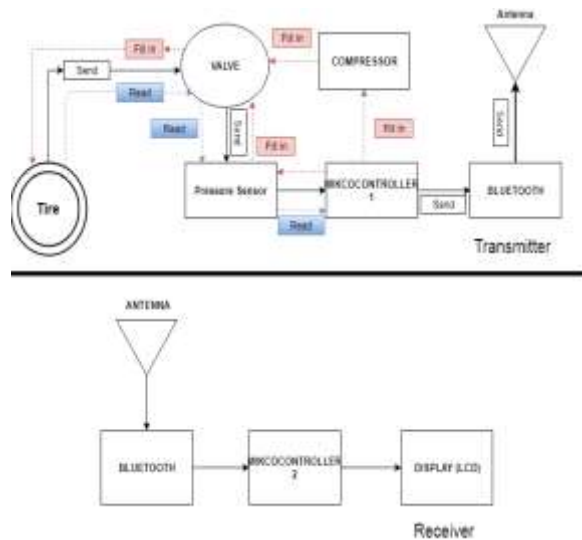 Antenna
Fill in
Fill in
VALVE
COMPRESSOR
Send
Read
Read
Send
Fill in
Fill in
Send
Tire
Pressure Sensor
MIKCOCONTROLLER
1
BLUETOOTH
Send
Read
Transmitter
ANTENNA
BLUETOOTH
MIKCOCONTROLLER
2
DISPLAY (LCD)
Receiver